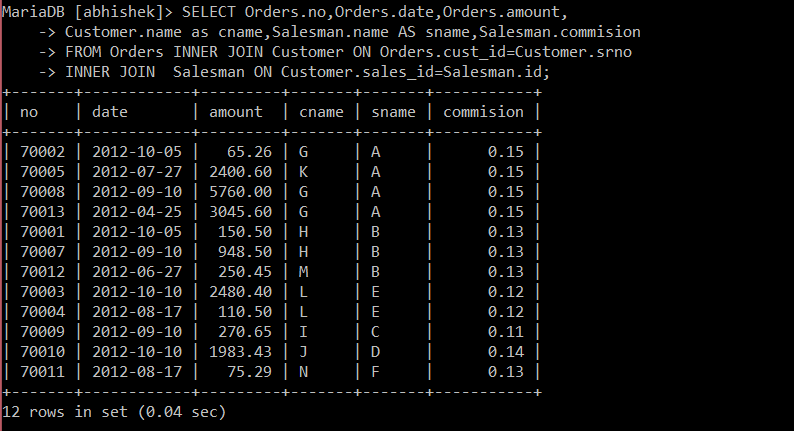 MariaDB [abhishek]> SELECT Orders.no,Orders.date,Orders.amount,
    -> Customer.name as cname,Salesman.name AS sname,Salesman.commision
    -> FROM Orders INNER JOIN Customer ON Orders.cust_id=Customer.srno
    -> INNER JOIN  Salesman ON Customer.sales_id=Salesman.id;
+-------+------------+---------+-------+-------+-----------+
| no    | date       | amount  | cname | sname | commision |
+-------+------------+---------+-------+-------+-----------+
| 70002 | 2012-10-05 |   65.26 | G     | A     |      0.15 |
| 70005 | 2012-07-27 | 2400.60 | K     | A     |      0.15 |
| 70008 | 2012-09-10 | 5760.00 | G     | A     |      0.15 |
| 70013 | 2012-04-25 | 3045.60 | G     | A     |      0.15 |
| 70001 | 2012-10-05 |  150.50 | H     | B     |      0.13 |
| 70007 | 2012-09-10 |  948.50 | H     | B     |      0.13 |
| 70012 | 2012-06-27 |  250.45 | M     | B     |      0.13 |
| 70003 | 2012-10-10 | 2480.40 | L     | E     |      0.12 |
| 70004 | 2012-08-17 |  110.50 | L     | E     |      0.12 |
| 70009 | 2012-09-10 |  270.65 | I     | C     |      0.11 |
| 70010 | 2012-10-10 | 1983.43 | J     | D     |      0.14 |
| 70011 | 2012-08-17 |   75.29 | N     | F     |      0.13 |
+-------+------------+---------+-------+-------+-----------+
12 rows in set (0.04 sec)